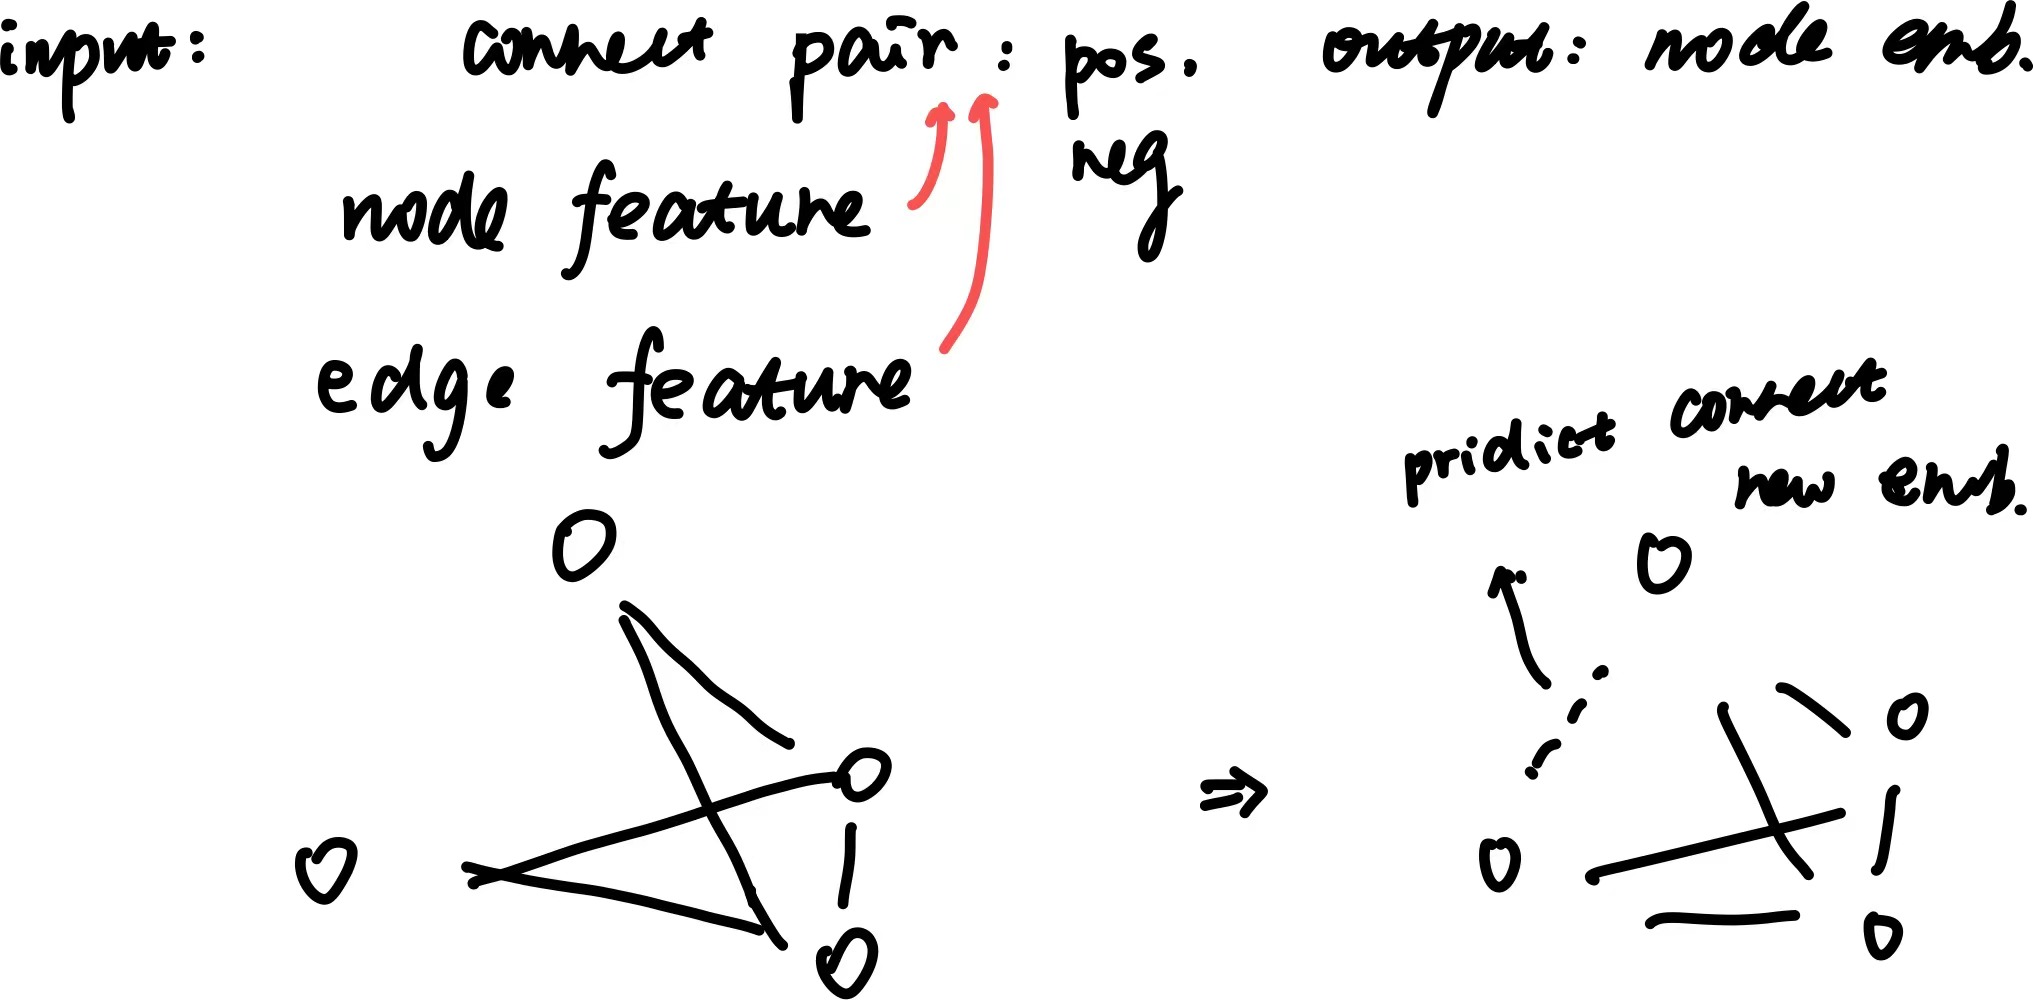 input: connect pair: pos. output: node emb.
neg
node feature
edge feature
pridict connect
new emb.